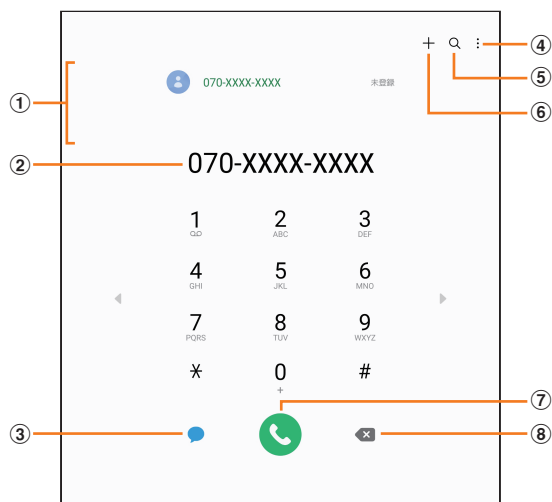 ④
070-XXXX-XXXX 未登録
⑤
①
⑥
② 070-XXXX-XXXX
1 2 3
ABC DEF
4 5 6
GHI JKL MNO
7 8 9
PQRS TUV WXYZ
* 0 #
+
⑦
③ ⑧